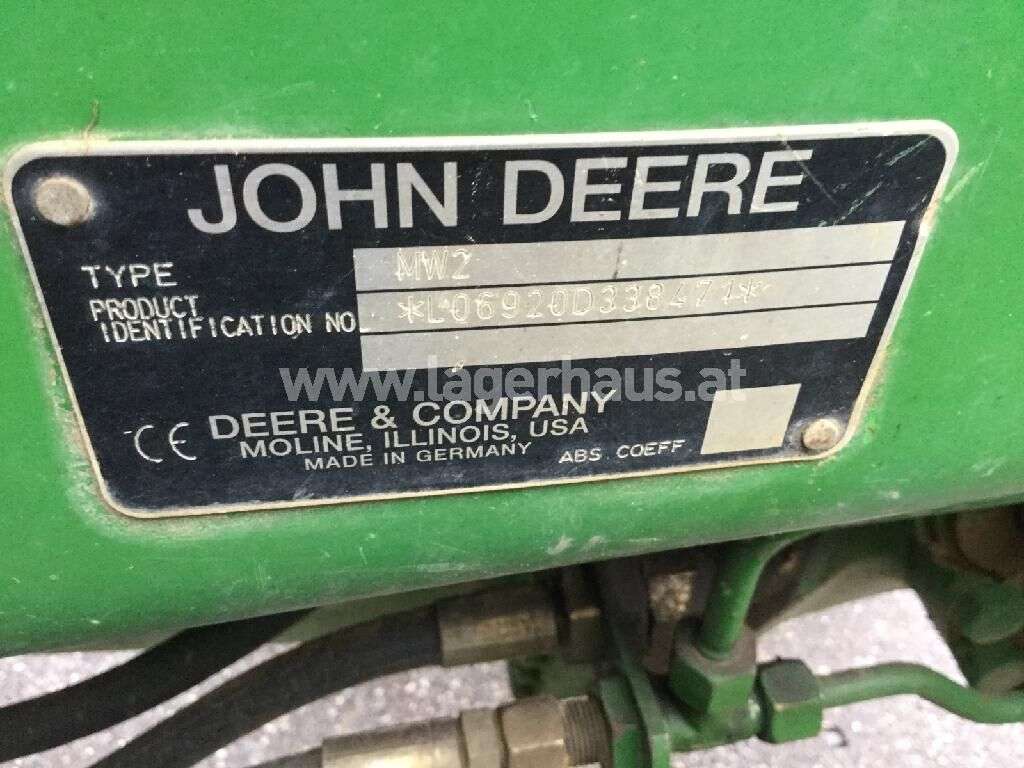 JOHN DEERE
TYPE MW2
PRODUCT
IDENTIFICATION NO. *L06920D338471*
www.lagerhaus.at
CE DEERE & COMPANY
MOLINE, ILLINOIS, USA
MADE IN GERMANY ABS. COEFF.